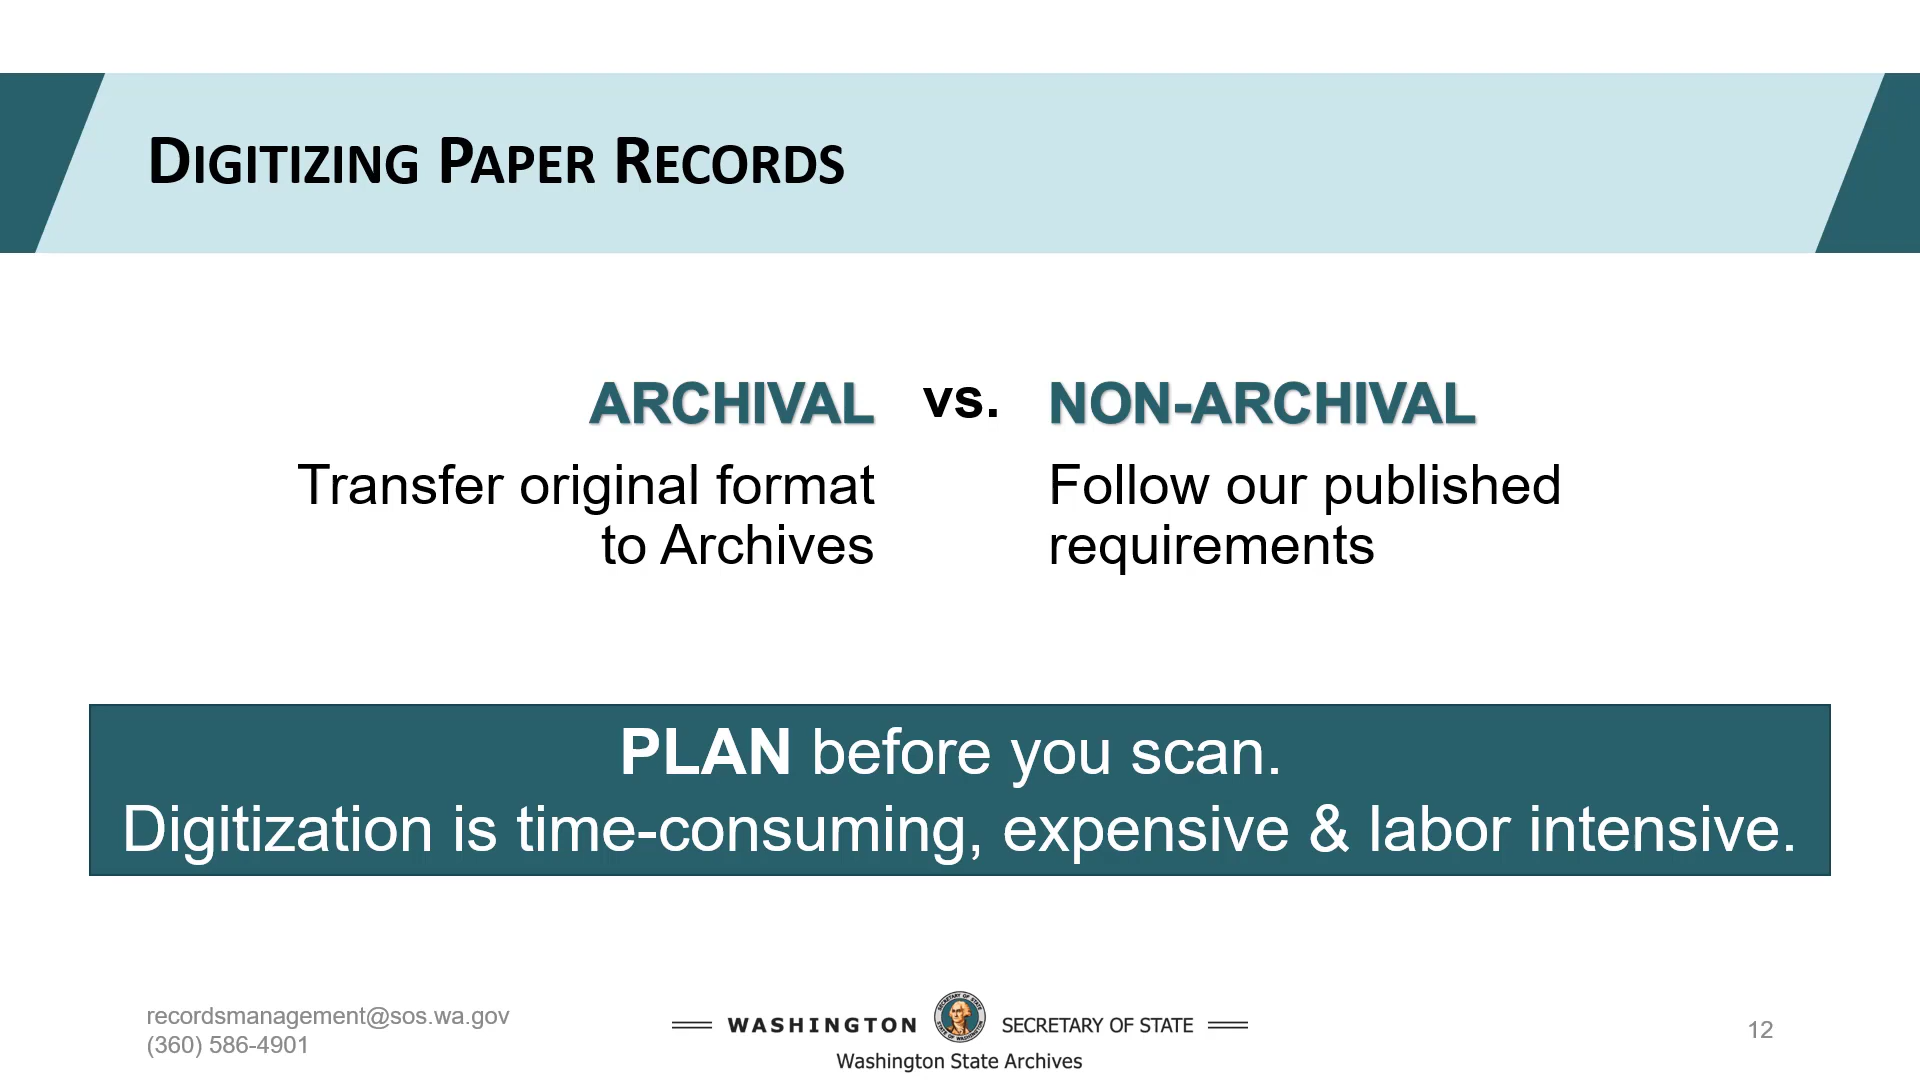 DIGITIZING PAPER RECORDS
ARCHIVAL vs. NON-ARCHIVAL
Transfer original format
to Archives
Follow our published
requirements
PLAN before you scan.
Digitization is time-consuming, expensive & labor intensive.
recordsmanagement@sos.wa.gov
(360) 586-4901
WASHINGTON SECRETARY OF STATE
Washington State Archives
12